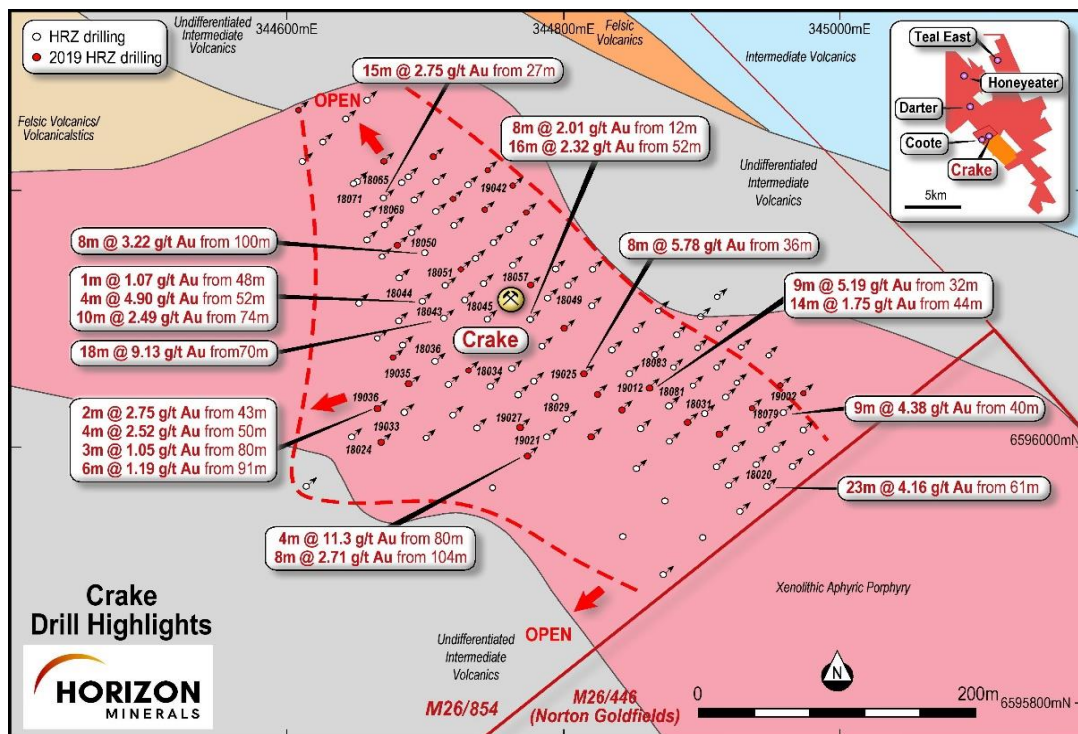 344600mE
344800mE
345000mE
HRZ drilling
2019 HRZ drilling
Undifferentiated
Intermediate
Volcanics
Felsic
Volcanics
Intermediate Volcanics
Teal East
Honeyeater
Darter
Coote
Crake
5km
Felsic Volcanics/
Volcanicalstics
OPEN
15m @ 2.75 g/t Au from 27m
8m @ 2.01 g/t Au from 12m
16m @ 2.32 g/t Au from 52m
Undifferentiated
Intermediate
Volcanics
18065
18071
18069
19042
8m @ 3.22 g/t Au from 100m
18050
8m @ 5.78 g/t Au from 36m
1m @ 1.07 g/t Au from 48m
4m @ 4.90 g/t Au from 52m
10m @ 2.49 g/t Au from 74m
18051
18057
18044
18045
18049
18043
9m @ 5.19 g/t Au from 32m
14m @ 1.75 g/t Au from 44m
18m @ 9.13 g/t Au from70m
Crake
18036
18034
18083
19035
19025
19012
18081
19002
19036
18029
18031
18079
2m @ 2.75 g/t Au from 43m
4m @ 2.52 g/t Au from 50m
3m @ 1.05 g/t Au from 80m
6m @ 1.19 g/t Au from 91m
9m @ 4.38 g/t Au from 40m
19033
19027
18024
19021
6596000mN
18020
23m @ 4.16 g/t Au from 61m
4m @ 11.3 g/t Au from 80m
8m @ 2.71 g/t Au from 104m
Xenolithic Aphyric Porphyry
Crake
Drill Highlights
OPEN
Undifferentiated
Intermediate
Volcanics
HORIZON
MINERALS
M26/854
M26/446
(Norton Goldfields)
N
0
200m
6595800mN